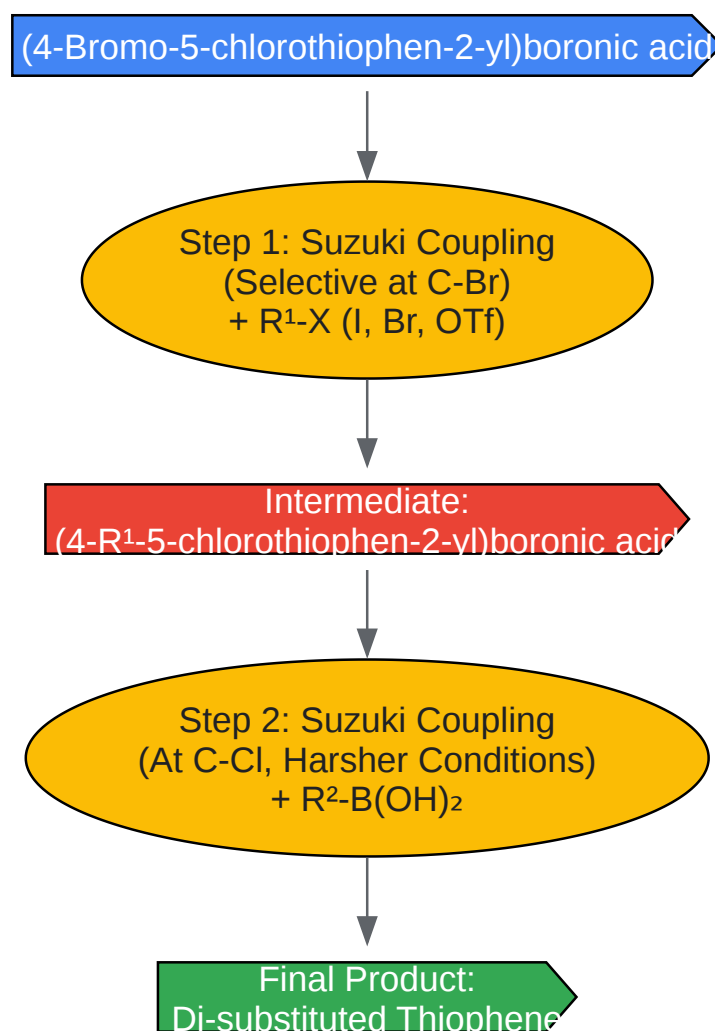 (4-Bromo-5-chlorothiophen-2-yl)boronic acid
Step 1: Suzuki Coupling
(Selective at C-Br)
+ R¹-X (I, Br, OTf)
Intermediate:
(4-R¹-5-chlorothiophen-2-yl)boronic acid
Step 2: Suzuki Coupling
(At C-Cl, Harsher Conditions)
+ R²-B(OH)₂
Final Product:
Di-substituted Thiophene